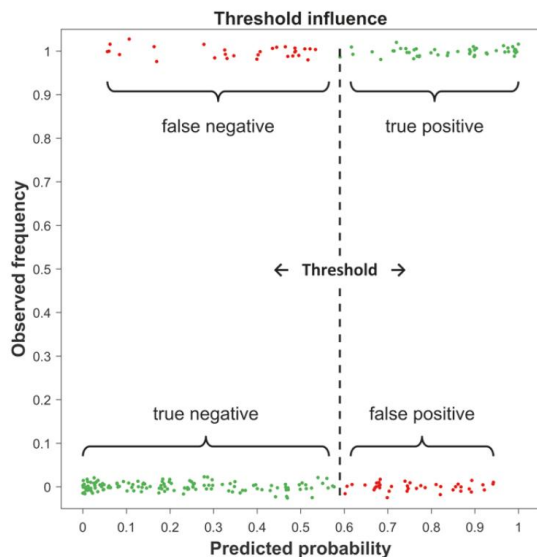 Threshold influence
1
0.9
false negative true positive
0.8
0.7
0.6
0.5
← Threshold →
0.4
0.3
0.2
true negative false positive
0.1
0
0 0.1 0.2 0.3 0.4 0.5 0.6 0.7 0.8 0.9 1
Observed frequency
Predicted probability